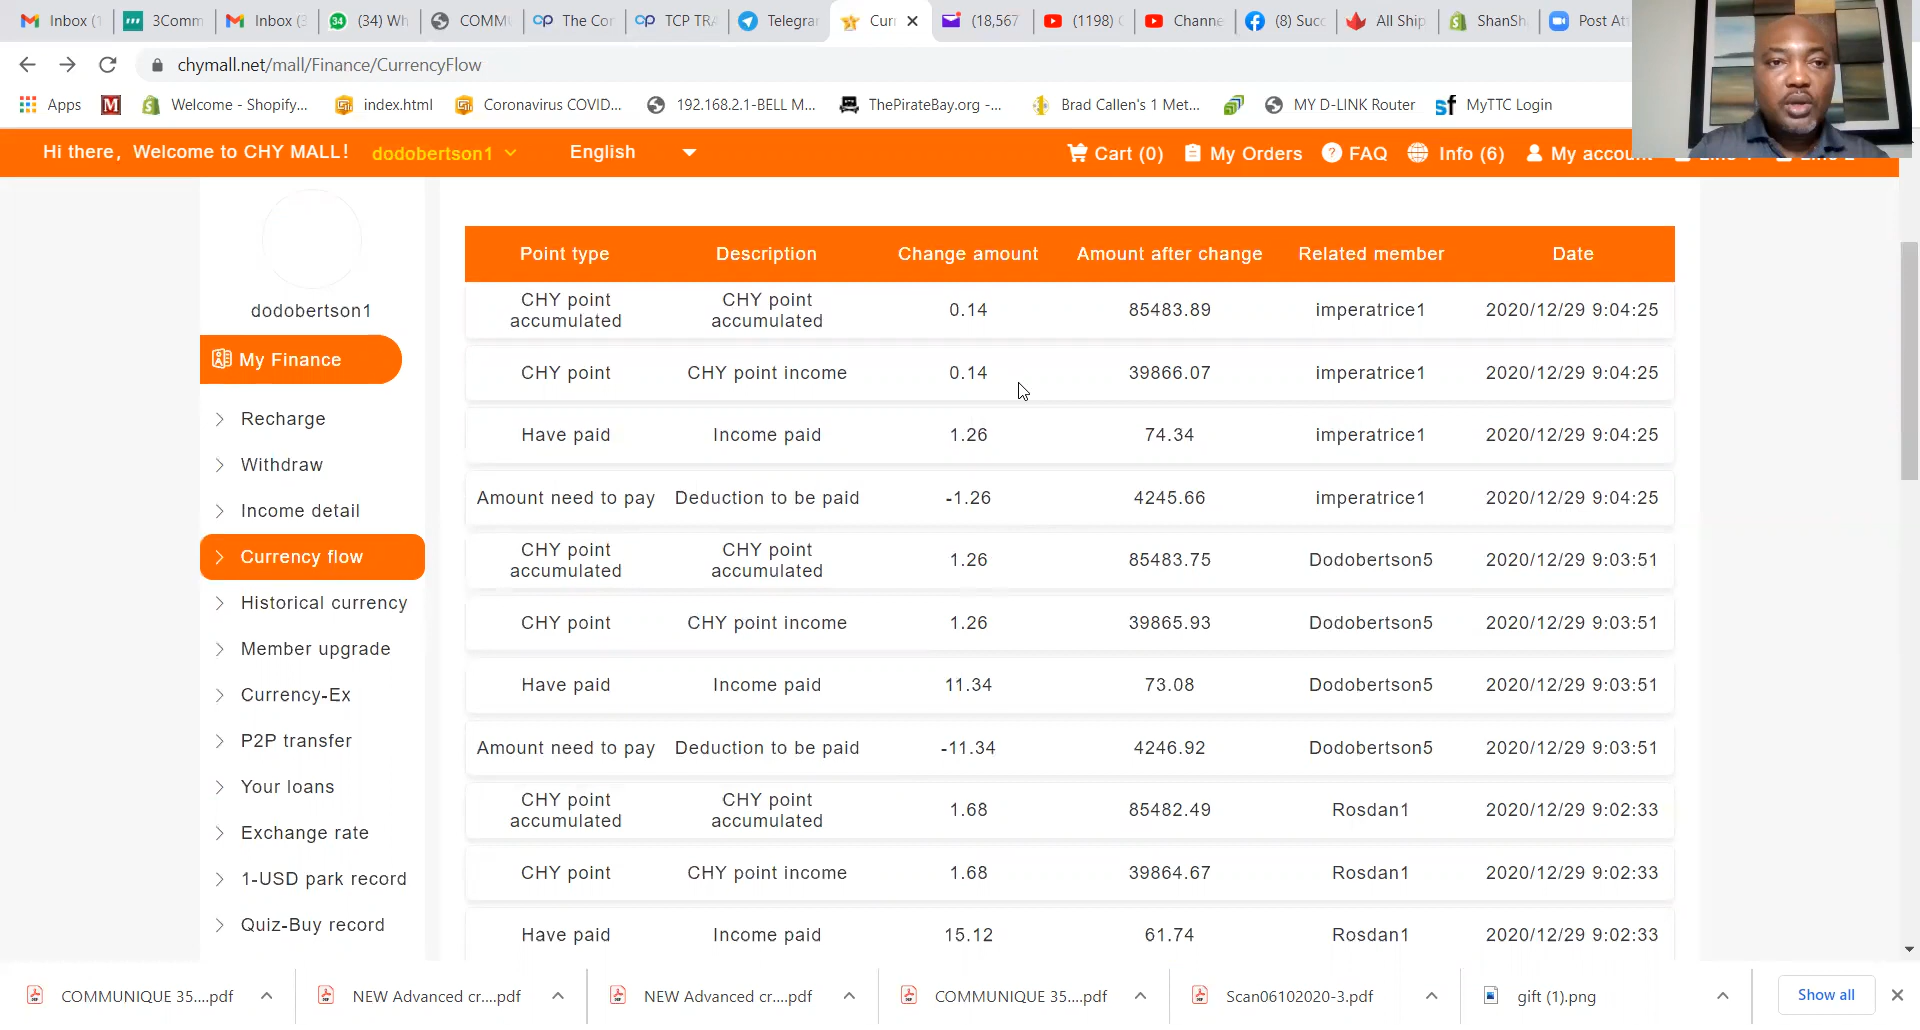 Inbox (1 3Comm Inbox (3 (34) Wh COMMU The Cor TCP TRA Telegra Curr (18,567 (1198) Channe (8) Succ All Ship ShanSh Post At
chymall.net/mall/Finance/CurrencyFlow
Apps Welcome - Shopify... index.html Coronavirus COVID... 192.168.2.1-BELL M... ThePirateBay.org -... Brad Callen's 1 Met... MY D-LINK Router MyTTC Login
Hi there, Welcome to CHY MALL! dodobertson1 English Cart (0) My Orders FAQ Info (6) My accou
dodobertson1
My Finance
Recharge
Withdraw
Income detail
Currency flow
Historical currency
Member upgrade
Currency-Ex
P2P transfer
Your loans
Exchange rate
1-USD park record
Quiz-Buy record
Point type Description Change amount Amount after change Related member Date
CHY point accumulated CHY point accumulated 0.14 85483.89 imperatrice1 2020/12/29 9:04:25
CHY point CHY point income 0.14 39866.07 imperatrice1 2020/12/29 9:04:25
Have paid Income paid 1.26 74.34 imperatrice1 2020/12/29 9:04:25
Amount need to pay Deduction to be paid -1.26 4245.66 imperatrice1 2020/12/29 9:04:25
CHY point accumulated CHY point accumulated 1.26 85483.75 Dodobertson5 2020/12/29 9:03:51
CHY point CHY point income 1.26 39865.93 Dodobertson5 2020/12/29 9:03:51
Have paid Income paid 11.34 73.08 Dodobertson5 2020/12/29 9:03:51
Amount need to pay Deduction to be paid -11.34 4246.92 Dodobertson5 2020/12/29 9:03:51
CHY point accumulated CHY point accumulated 1.68 85482.49 Rosdan1 2020/12/29 9:02:33
CHY point CHY point income 1.68 39864.67 Rosdan1 2020/12/29 9:02:33
Have paid Income paid 15.12 61.74 Rosdan1 2020/12/29 9:02:33
COMMUNIQUE 35....pdf NEW Advanced cr....pdf NEW Advanced cr....pdf COMMUNIQUE 35....pdf Scan06102020-3.pdf gift (1).png Show all